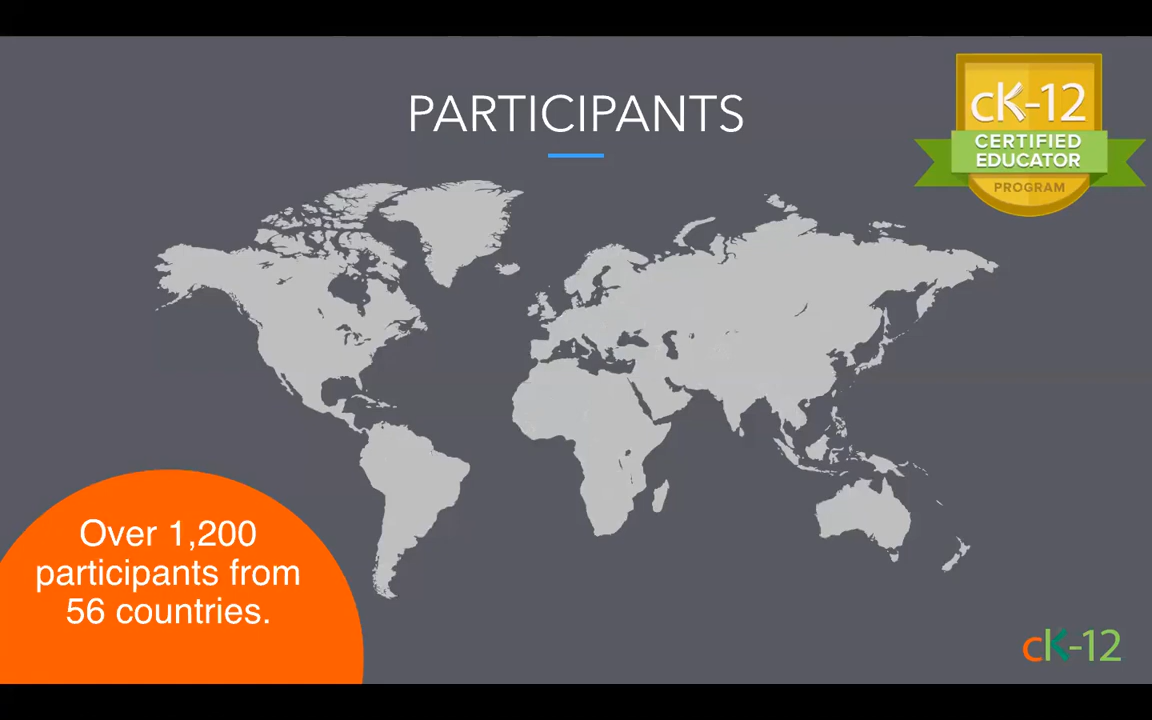 PARTICIPANTS
cK-12
CERTIFIED
EDUCATOR
PROGRAM
Over 1,200
participants from
56 countries.
cK-12